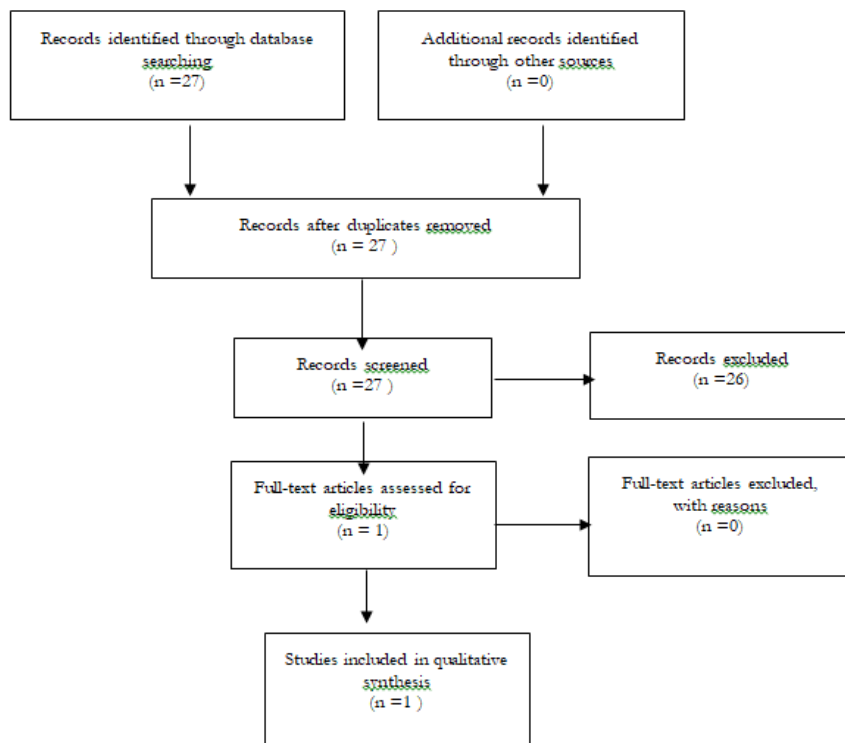 Records identified through database
searching
(n =27)
Additional records identified
through other sources
(n =0)
Records after duplicates removed
(n = 27 )
Records screened
(n =27 )
Records excluded
(n =26)
Full-text articles assessed for
eligibility
(n = 1)
Full-text articles excluded,
with reasons
(n =0)
Studies included in qualitative
synthesis
(n =1 )